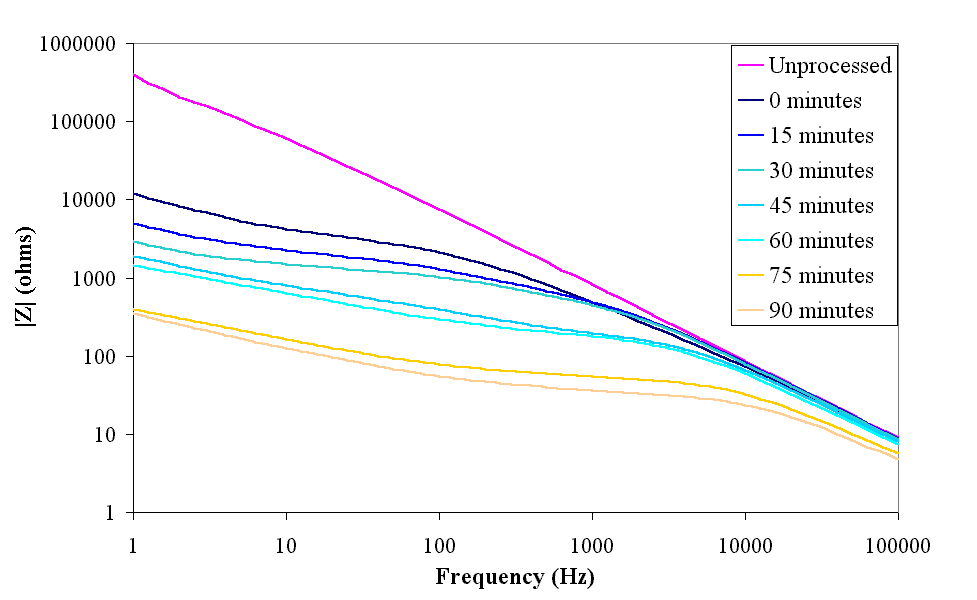 1000000
100000
10000
1000
100
10
1
|Z| (ohms)
1 10 100 1000 10000 100000
Frequency (Hz)
Unprocessed
0 minutes
15 minutes
30 minutes
45 minutes
60 minutes
75 minutes
90 minutes